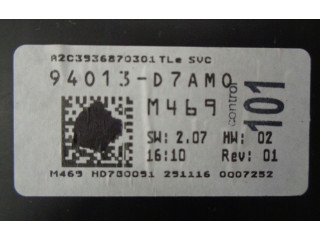 A2C3936870301 TLe SVC
94013-D7AM0
M469
control
101
SW: 2.07 HW: 02
16:10 Rev: 01
M469 HD700091 291116 0007252